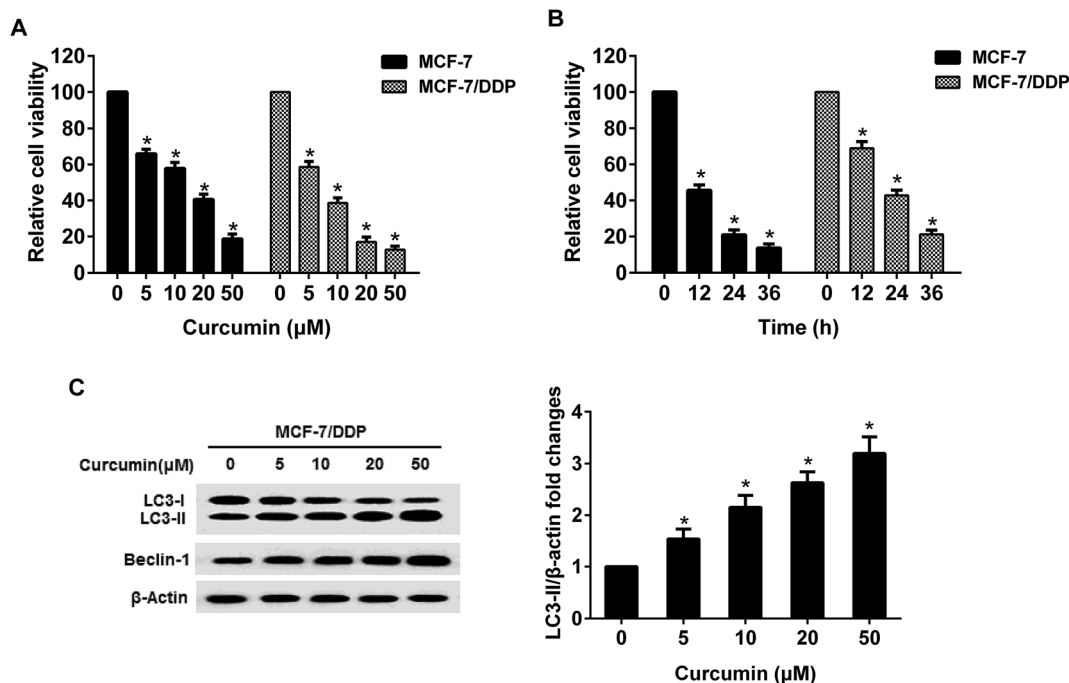 A
120
100
80
60
40
20
0
Relative cell viability
MCF-7
MCF-7/DDP
* * * * * * * *
0 5 10 20 50 0 5 10 20 50
Curcumin (μM)
B
120
100
80
60
40
20
0
Relative cell viability
MCF-7
MCF-7/DDP
* * * * * *
0 12 24 36 0 12 24 36
Time (h)
C
MCF-7/DDP
Curcumin(μM) 0 5 10 20 50
LC3-I
LC3-II
Beclin-1
β-Actin
LC3-II/β-actin fold changes
4
3
2
1
0
* * * *
0 5 10 20 50
Curcumin (μM)